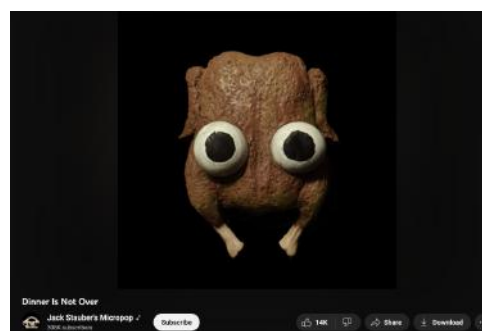 Dinner Is Not Over
Jack Stauber's Micropop
Subscribe
14K
Share
Download